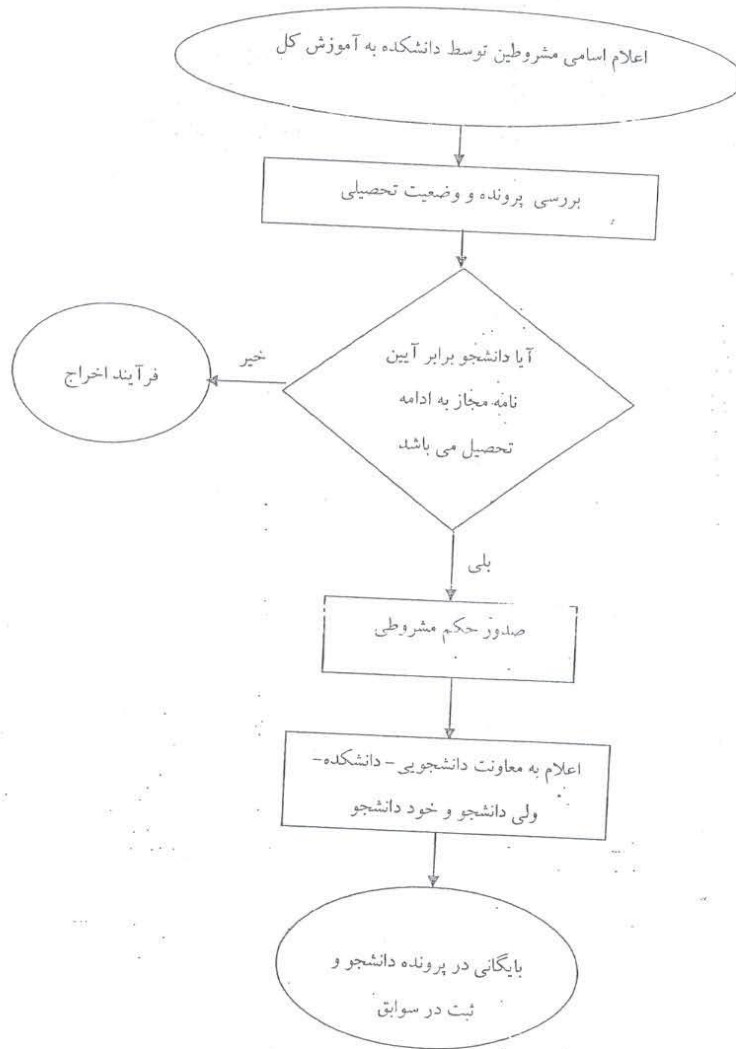 اعلام اسامی مشروطین توسط دانشکده به آموزش کل
بررسی پرونده و وضعیت تحصیلی
آیا دانشجو برابر آیین
نامه مجاز به ادامه
تحصیل می باشد
خیر
فرآیند اخراج
بلی
صدور حکم مشروطی
اعلام به معاونت دانشجویی - دانشکده-
ولی دانشجو و خود دانشجو
بایگانی در پرونده دانشجو و
ثبت در سوابق